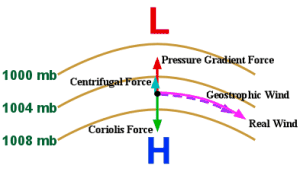 L
Pressure Gradient Force
1000 mb
Centrifugal Force
Geostrophic Wind
1004 mb
Real Wind
Coriolis Force
1008 mb
H